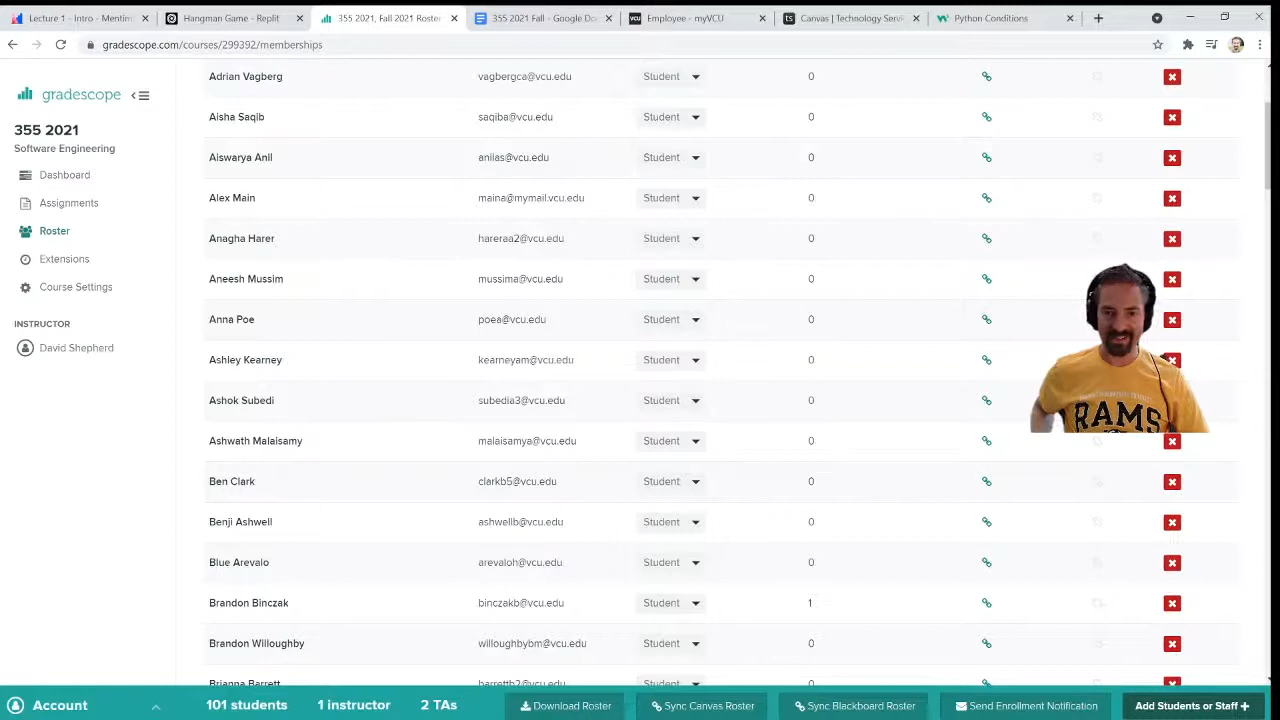 Lecture 1 - Intro - Mentim
Hangman Game - Replit
355 2021, Fall 2021 Roster
355 2021 Fall - Google Do
Employee - myVCU
Canvas | Technology Servi
Python Conditions
gradescope.com/courses/299392/memberships
gradescope
355 2021
Software Engineering
Dashboard
Assignments
Roster
Extensions
Course Settings
INSTRUCTOR
David Shepherd
Adrian Vagberg vagbergca@vcu.edu Student 0
Aisha Saqib saqiba@vcu.edu Student 0
Aiswarya Anil anilas@vcu.edu Student 0
Alex Main maina@mymail.vcu.edu Student 0
Anagha Harer hareraa2@vcu.edu Student 0
Aneesh Mussim mussima@vcu.edu Student 0
Anna Poe poea@vcu.edu Student 0
Ashley Kearney kearneyam@vcu.edu Student 0
Ashok Subedi subedia3@vcu.edu Student 0
Ashwath Malaisamy malaisamya@vcu.edu Student 0
Ben Clark clarkb5@vcu.edu Student 0
Benji Ashwell ashwellb@vcu.edu Student 0
Blue Arevalo arevaloh@vcu.edu Student 0
Brandon Binczak binczakb@vcu.edu Student 1
Brandon Willoughby willoughbybm@vcu.edu Student 0
Brianna Barrett barrettb2@vcu.edu Student 0
RAMS
Account
101 students
1 instructor
2 TAs
Download Roster
Sync Canvas Roster
Sync Blackboard Roster
Send Enrollment Notification
Add Students or Staff +